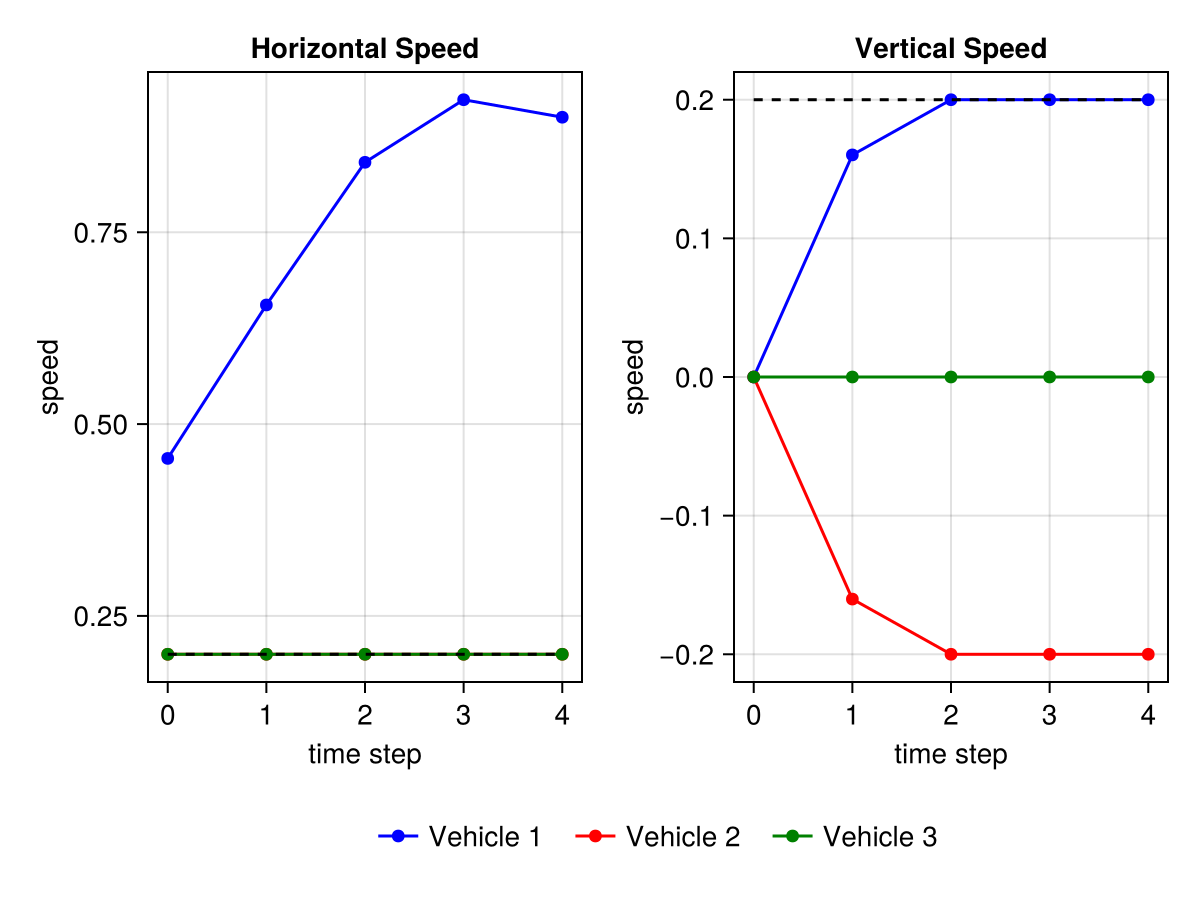 Horizontal Speed
speed
0.75
0.50
0.25
0 1 2 3 4
time step
Vertical Speed
speed
0.2
0.1
0.0
−0.1
−0.2
0 1 2 3 4
time step
Vehicle 1 Vehicle 2 Vehicle 3